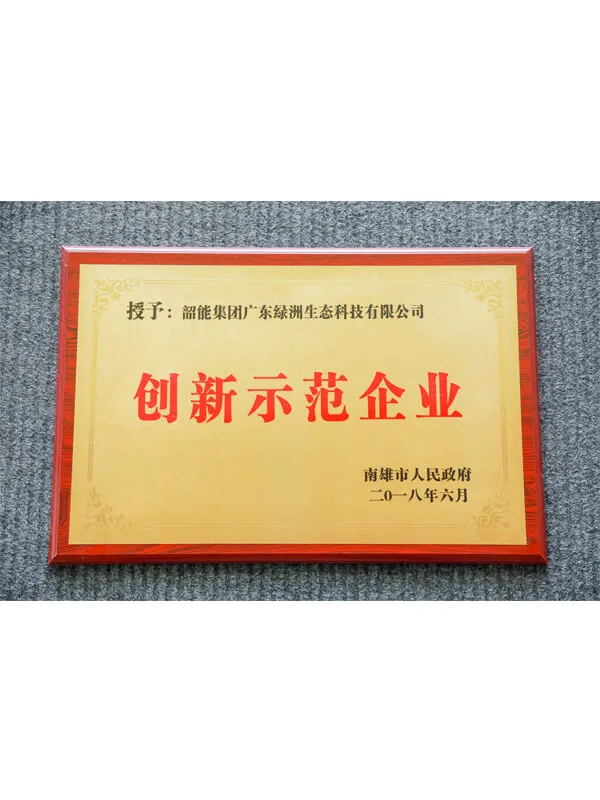 授予：韶能集团广东绿洲生态科技有限公司
创新示范企业
南雄市人民政府
二0一八年六月